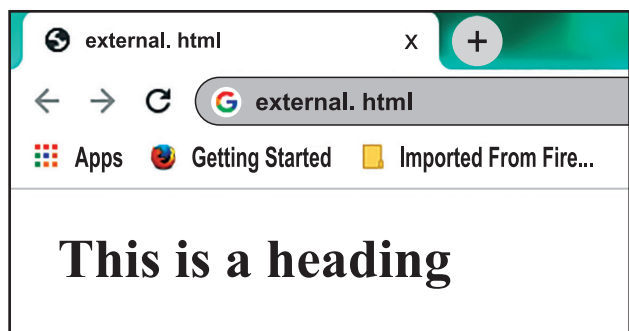 external. html x +
external. html
Apps Getting Started Imported From Fire...
This is a heading